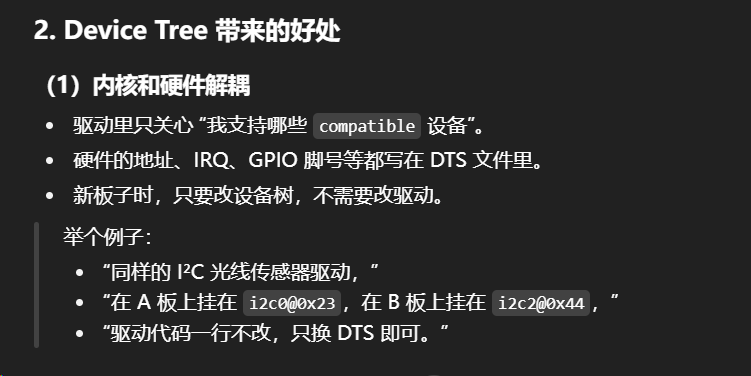 2. Device Tree 带来的好处
（1）内核和硬件解耦
• 驱动里只关心 “我支持哪些 compatible 设备”。
• 硬件的地址、IRQ、GPIO 脚号等都写在 DTS 文件里。
• 新板子时，只要改设备树，不需要改驱动。
举个例子：
• “同样的 I²C 光线传感器驱动，”
• “在 A 板上挂在 i2c0@0x23，在 B 板上挂在 i2c2@0x44，”
• “驱动代码一行不改，只换 DTS 即可。”